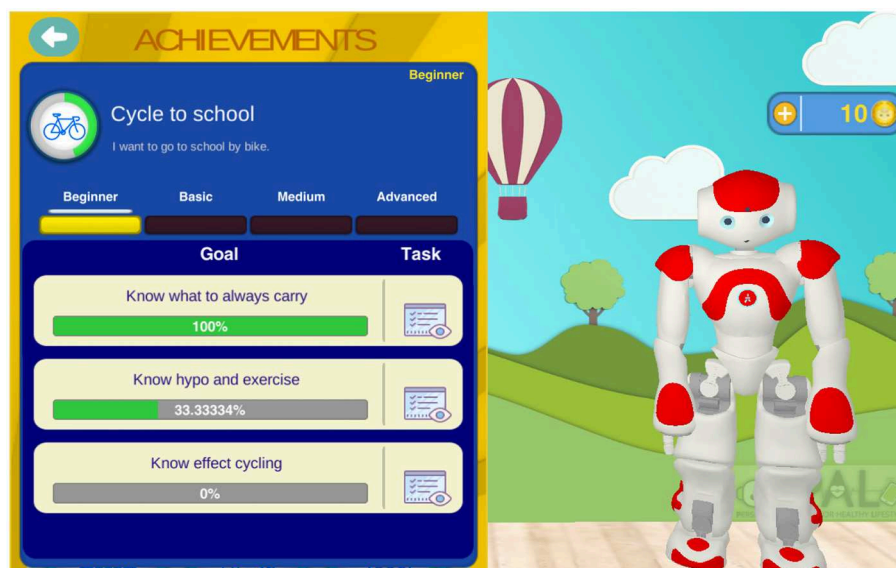 ACHIEVEMENTS
Beginner
Cycle to school
I want to go to school by bike.
Beginner Basic Medium Advanced
Goal Task
Know what to always carry
100%
Know hypo and exercise
33.33334%
Know effect cycling
0%
10